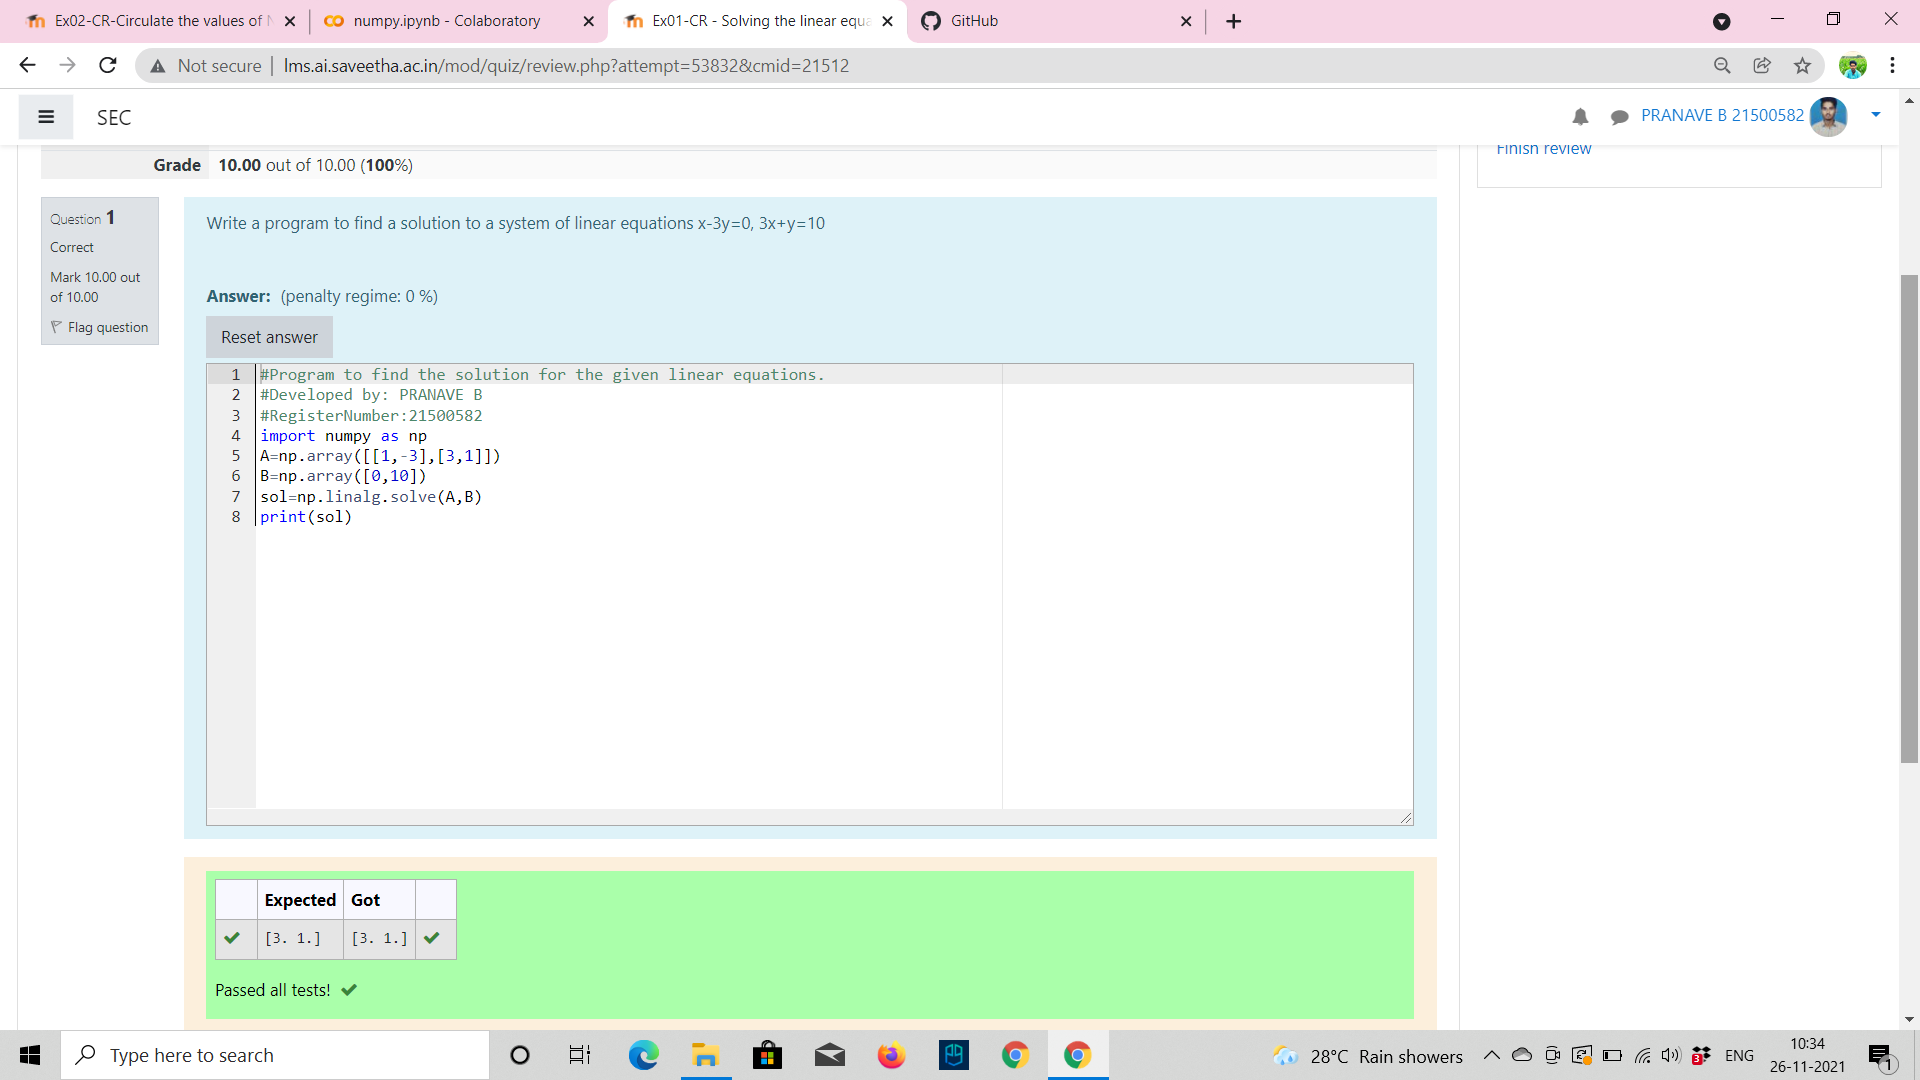 Ex02-CR-Circulate the values of N
numpy.ipynb - Colaboratory
Ex01-CR - Solving the linear equa
GitHub
Not secure
lms.ai.saveetha.ac.in/mod/quiz/review.php?attempt=53832&cmid=21512
SEC
PRANAVE B 21500582
Finish review
Grade 10.00 out of 10.00 (100%)
Question 1
Correct
Mark 10.00 out
of 10.00
Flag question
Write a program to find a solution to a system of linear equations x-3y=0, 3x+y=10
Answer: (penalty regime: 0 %)
Reset answer
1 #Program to find the solution for the given linear equations.
2 #Developed by: PRANAVE B
3 #RegisterNumber:21500582
4 import numpy as np
5 A=np.array([[1,-3],[3,1]])
6 B=np.array([0,10])
7 sol=np.linalg.solve(A,B)
8 print(sol)
Expected Got
[3. 1.] [3. 1.]
Passed all tests!
Type here to search
28°C Rain showers
3
ENG
10:34
26-11-2021
1